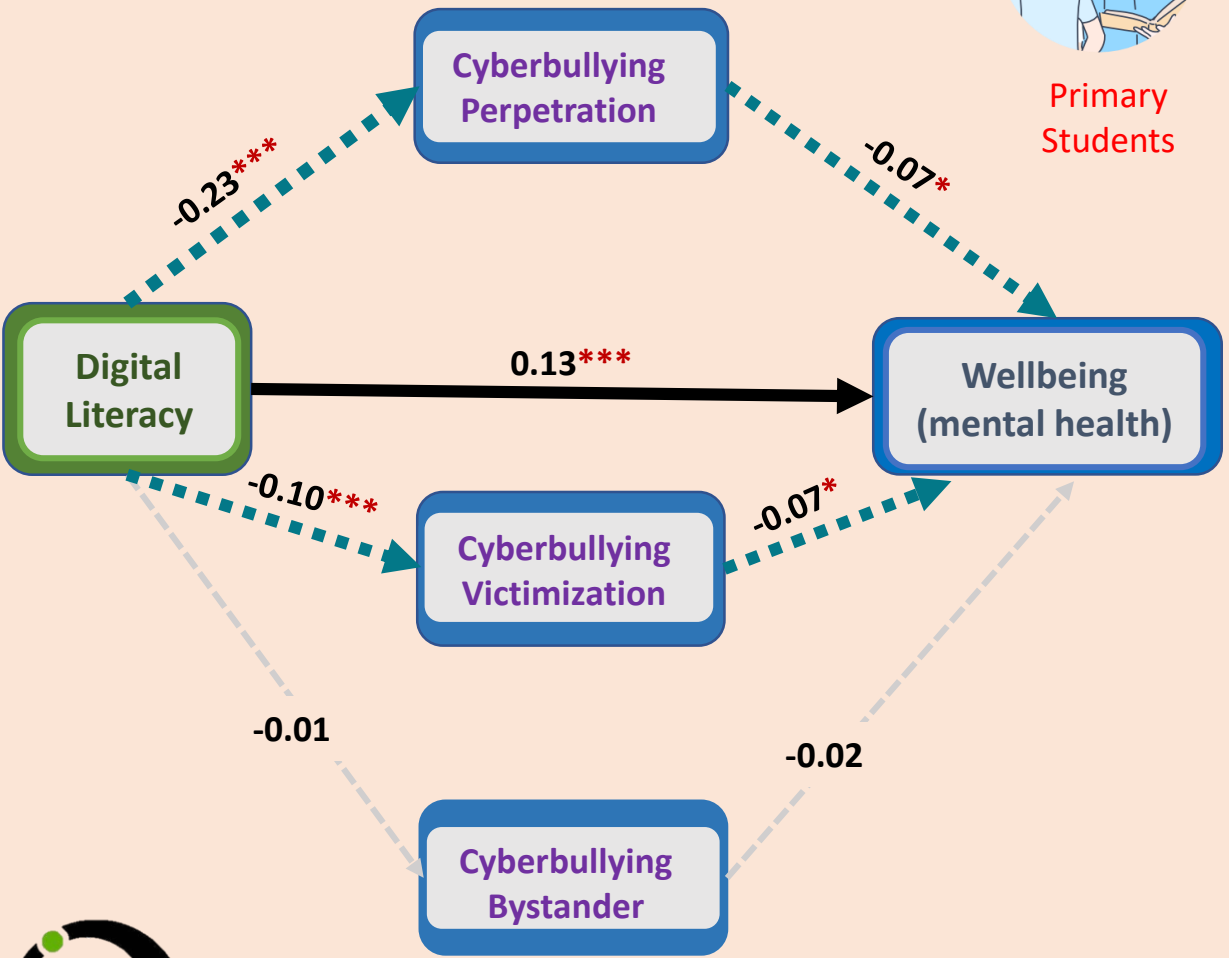 Cyberbullying
Perpetration
Primary
Students
-0.23***
-0.07*
Digital
Literacy
0.13***
Wellbeing
(mental health)
-0.10***
Cyberbullying
Victimization
-0.07*
-0.01
-0.02
Cyberbullying
Bystander